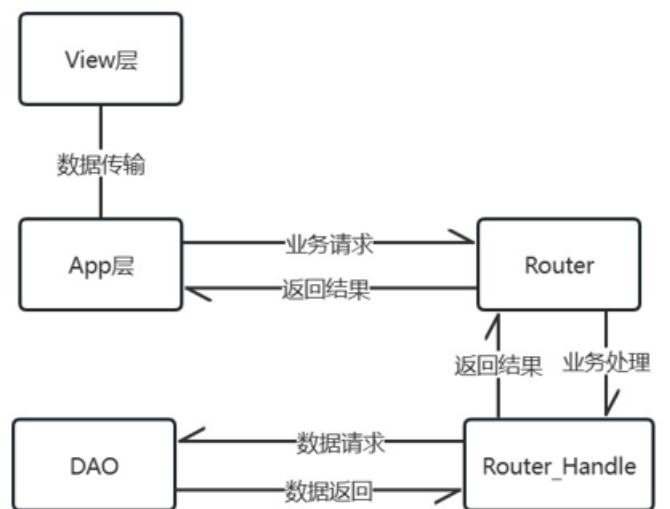 View层
数据传输
App层
业务请求
返回结果
Router
返回结果
业务处理
DAO
数据请求
数据返回
Router_Handle